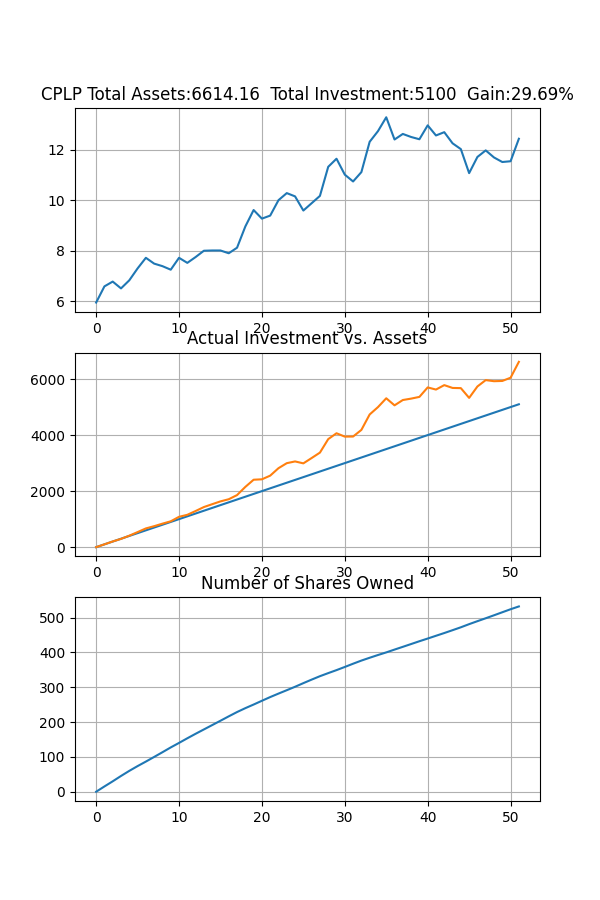 CPLP Total Assets:6614.16  Total Investment:5100  Gain:29.69%
12
10
8
6
0 10 20 30 40 50
Actual Investment vs. Assets
6000
4000
2000
0
0 10 20 30 40 50
Number of Shares Owned
500
400
300
200
100
0
0 10 20 30 40 50